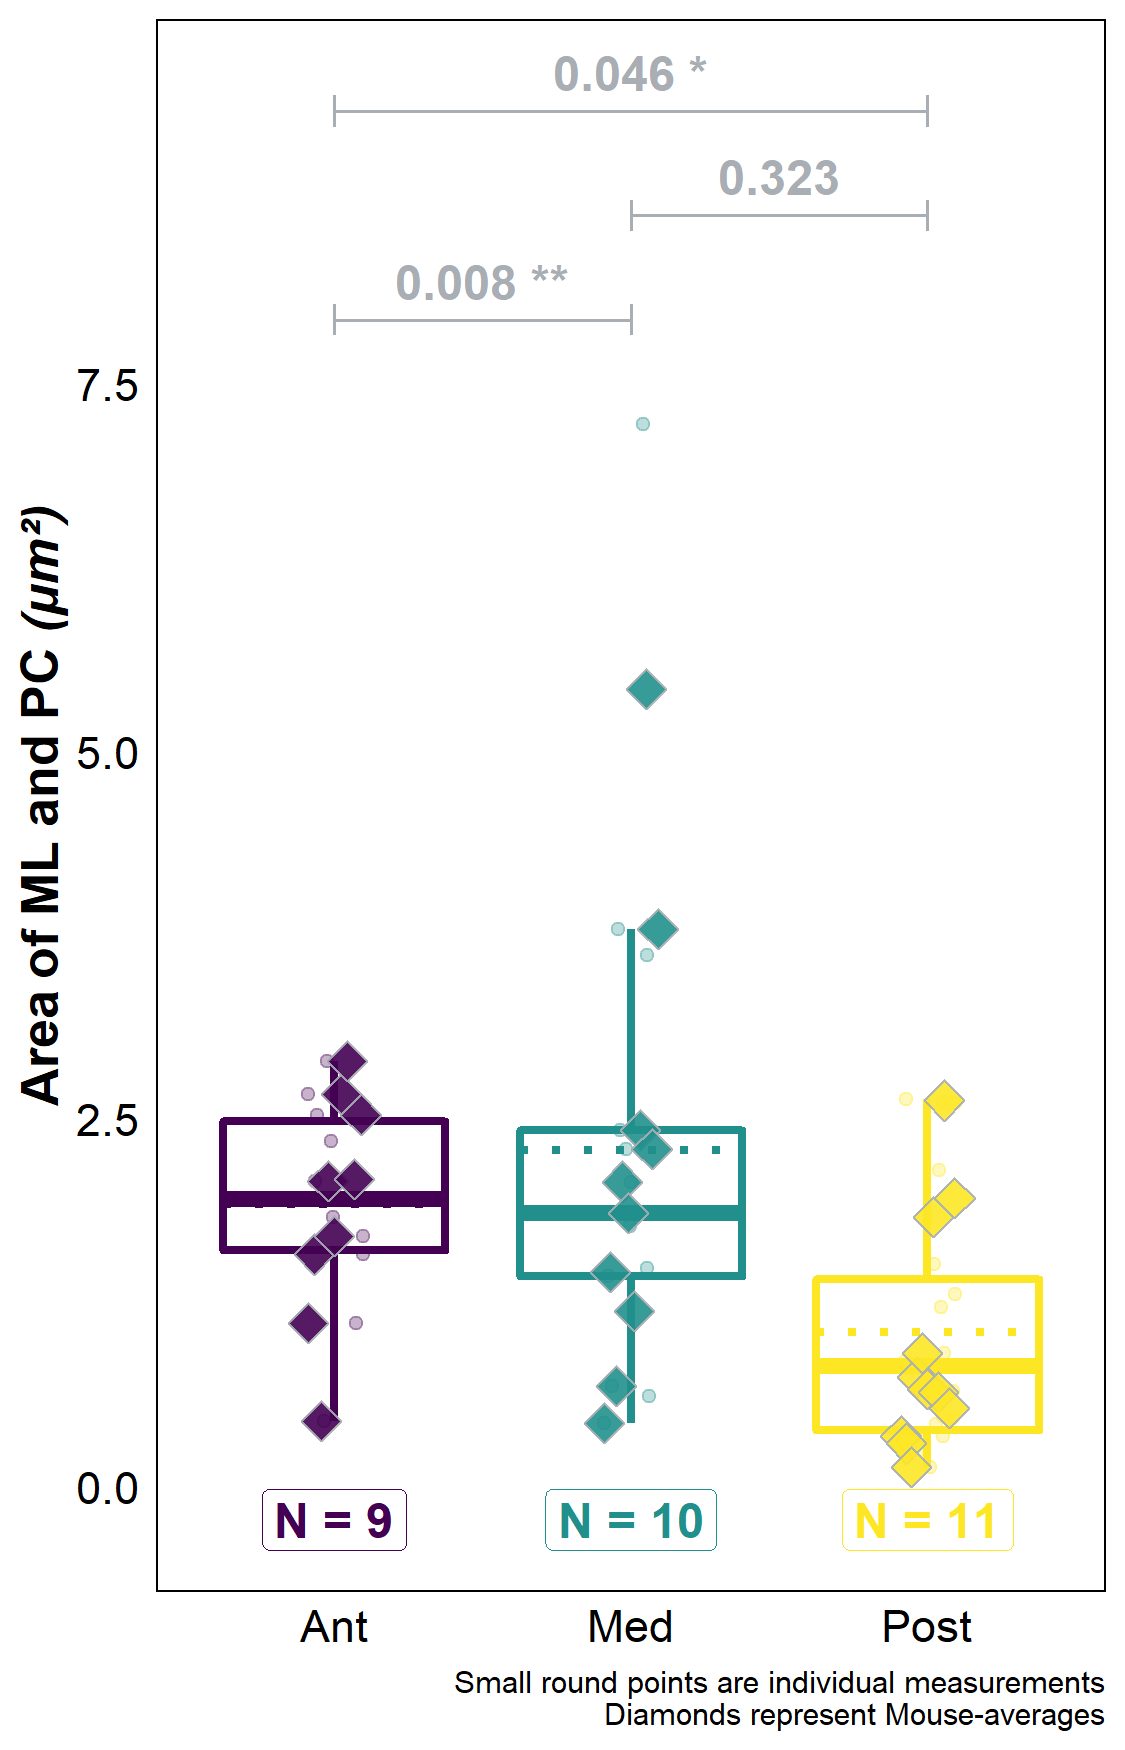 0.046 *
0.323
0.008 **
7.5
5.0
2.5
0.0
Area of ML and PC (μm²)
N = 9
N = 10
N = 11
Ant
Med
Post
Small round points are individual measurements
Diamonds represent Mouse-averages